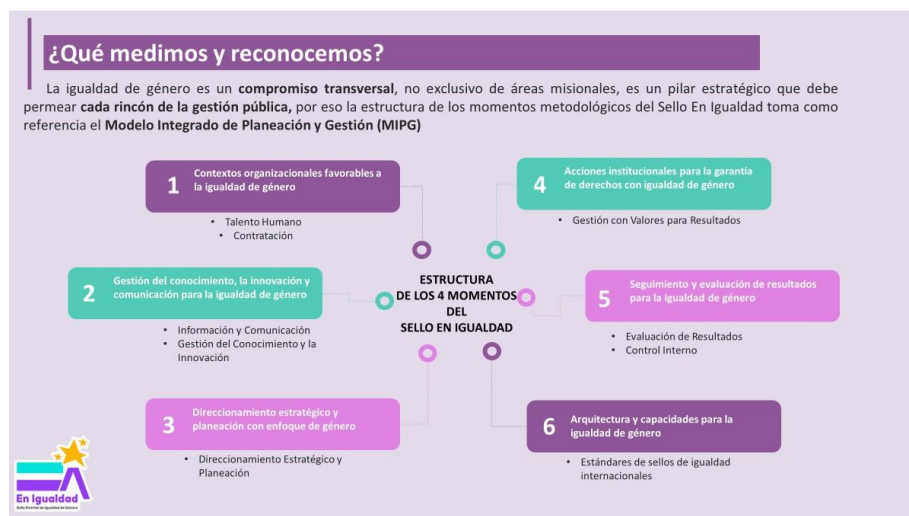 ¿Qué medimos y reconocemos?
La igualdad de género es un compromiso transversal, no exclusivo de áreas misionales, es un pilar estratégico que debe
permear cada rincón de la gestión pública, por eso la estructura de los momentos metodológicos del Sello En Igualdad toma como
referencia el Modelo Integrado de Planeación y Gestión (MIPG)
1
Contextos organizacionales favorables a
la igualdad de género
• Talento Humano
• Contratación
2
Gestión del conocimiento, la innovación y
comunicación para la igualdad de género
• Información y Comunicación
• Gestión del Conocimiento y la
Innovación
3
Direccionamiento estratégico y
planeación con enfoque de género
• Direccionamiento Estratégico y
Planeación
ESTRUCTURA
DE LOS 4 MOMENTOS
DEL
SELLO EN IGUALDAD
4
Acciones institucionales para la garantía
de derechos con igualdad de género
• Gestión con Valores para Resultados
5
Seguimiento y evaluación de resultados
para la igualdad de género
• Evaluación de Resultados
• Control Interno
6
Arquitectura y capacidades para la
igualdad de género
• Estándares de sellos de igualdad
internacionales
En Igualdad
Sello Distrital de Igualdad de Género